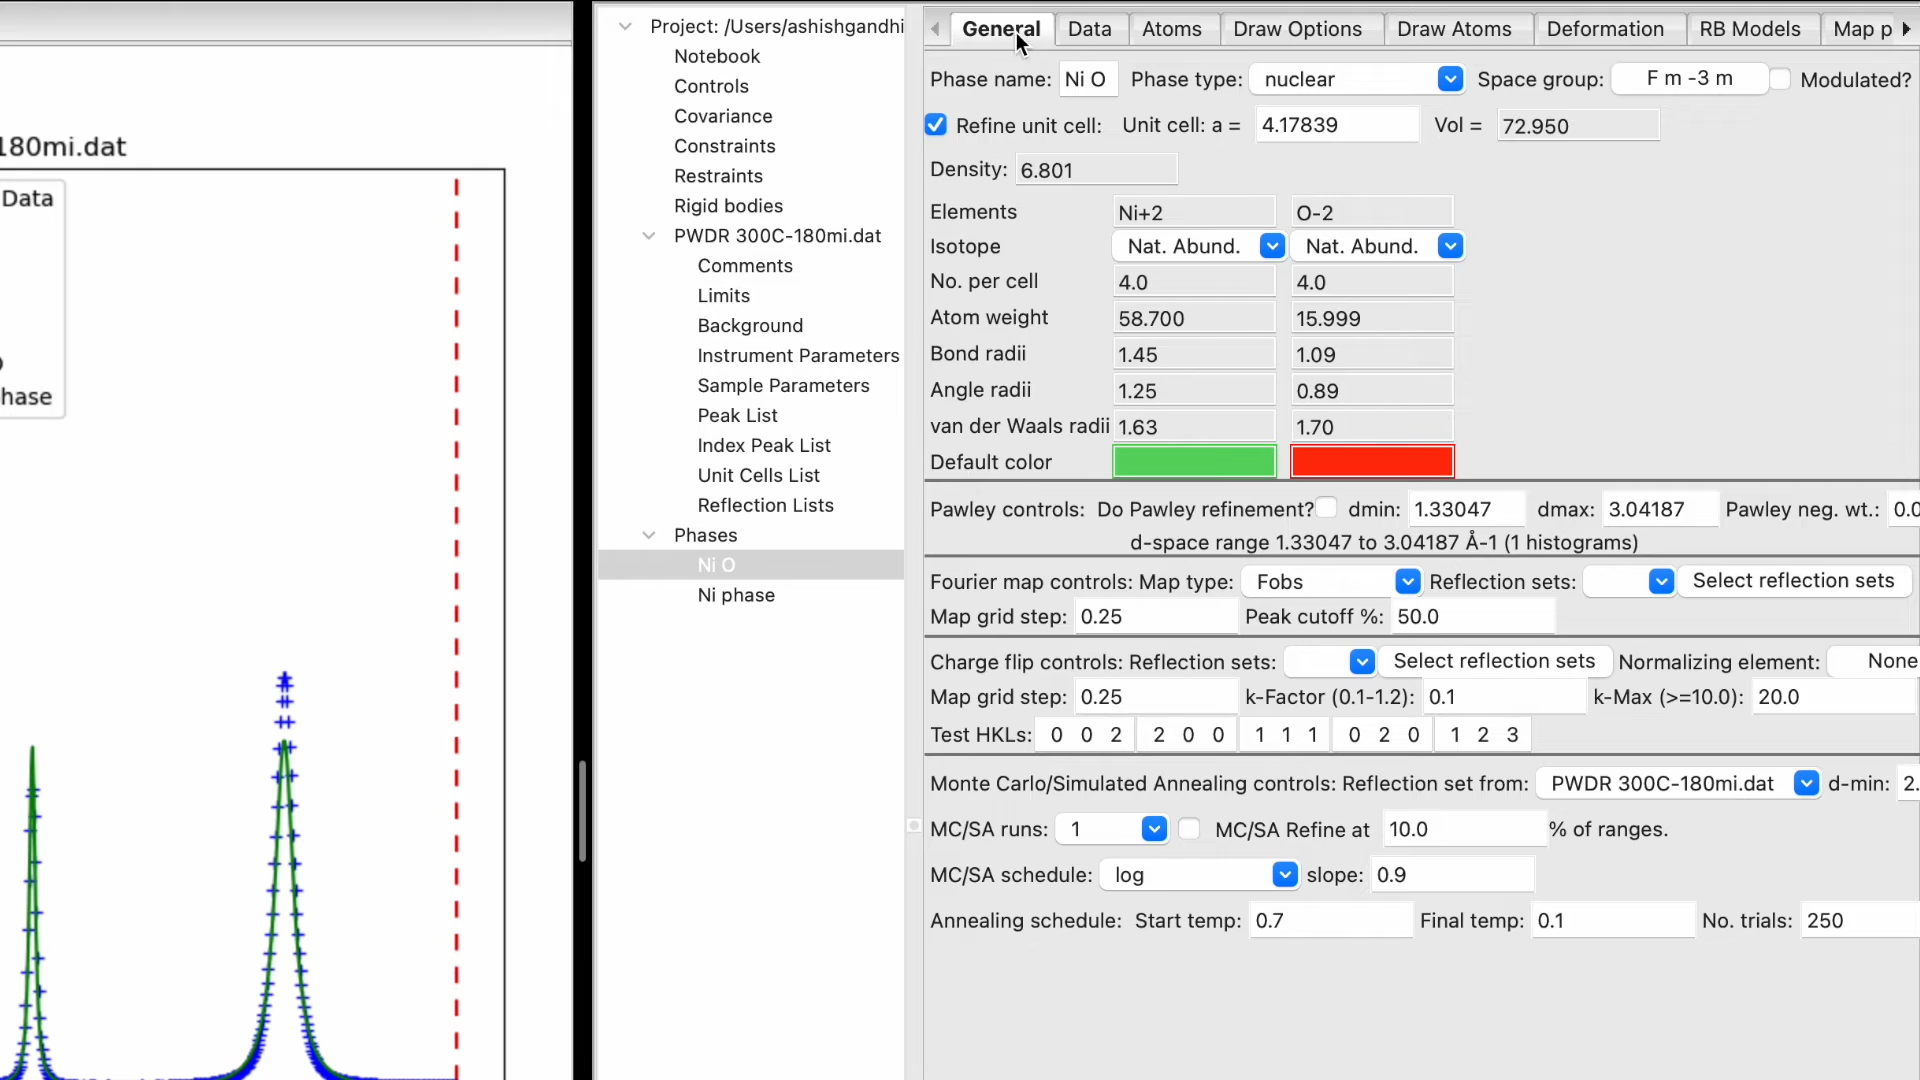 180mi.dat
Data
hase
Project: /Users/ashishgandhi
Notebook
Controls
Covariance
Constraints
Restraints
Rigid bodies
PWDR 300C-180mi.dat
Comments
Limits
Background
Instrument Parameters
Sample Parameters
Peak List
Index Peak List
Unit Cells List
Reflection Lists
Phases
Ni O
Ni phase
General Data Atoms Draw Options Draw Atoms Deformation RB Models Map p
Phase name: Ni O Phase type: nuclear Space group: F m -3 m Modulated?
Refine unit cell: Unit cell: a = 4.17839 Vol = 72.950
Density: 6.801
Elements Ni+2 O-2
Isotope Nat. Abund. Nat. Abund.
No. per cell 4.0 4.0
Atom weight 58.700 15.999
Bond radii 1.45 1.09
Angle radii 1.25 0.89
van der Waals radii 1.63 1.70
Default color
Pawley controls: Do Pawley refinement? dmin: 1.33047 dmax: 3.04187 Pawley neg. wt.: 0.0
d-space range 1.33047 to 3.04187 Å-1 (1 histograms)
Fourier map controls: Map type: Fobs Reflection sets: Select reflection sets
Map grid step: 0.25 Peak cutoff %: 50.0
Charge flip controls: Reflection sets: Select reflection sets Normalizing element: None
Map grid step: 0.25 k-Factor (0.1-1.2): 0.1 k-Max (>=10.0): 20.0
Test HKLs: 0 0 2 2 0 0 1 1 1 0 2 0 1 2 3
Monte Carlo/Simulated Annealing controls: Reflection set from: PWDR 300C-180mi.dat d-min: 2.
MC/SA runs: 1 MC/SA Refine at 10.0 % of ranges.
MC/SA schedule: log slope: 0.9
Annealing schedule: Start temp: 0.7 Final temp: 0.1 No. trials: 250